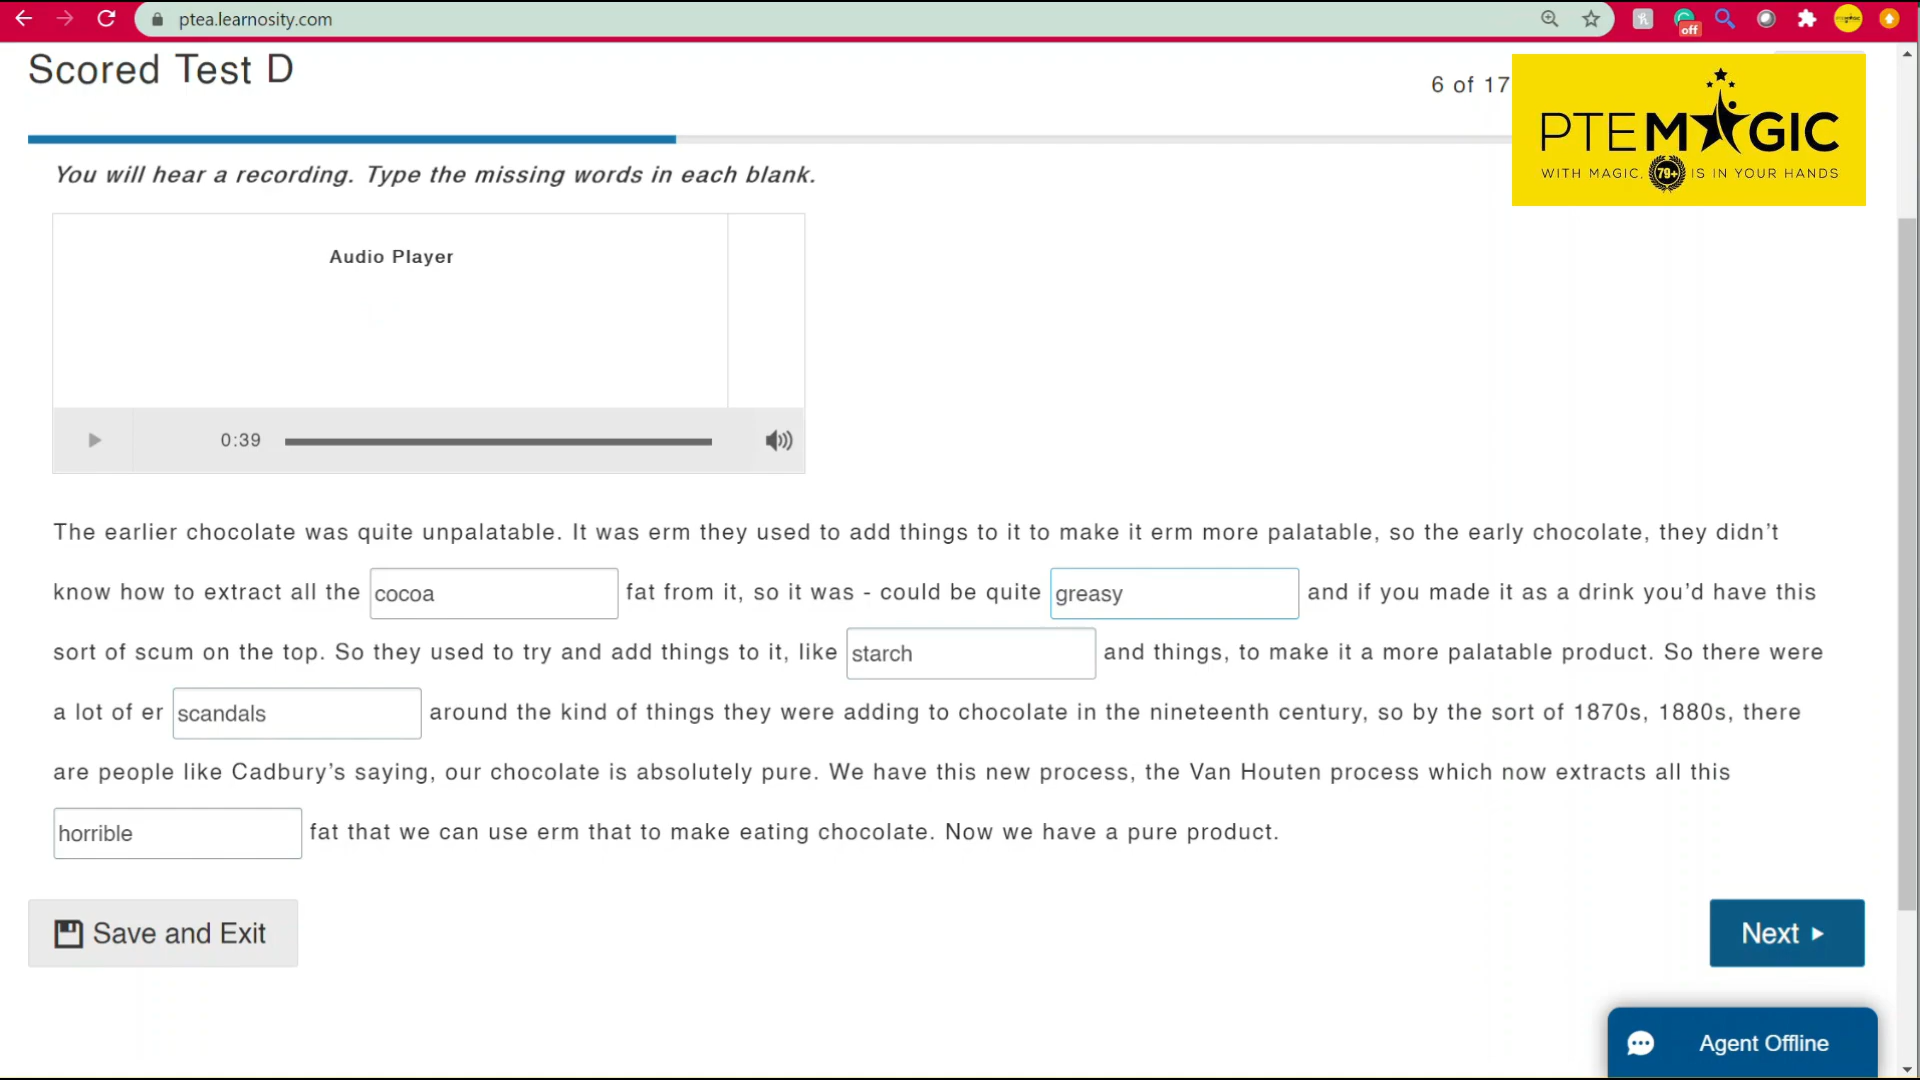 ptea.learnosity.com
off
Scored Test D
6 of 17
PTEMAGIC
WITH MAGIC, 79+ IS IN YOUR HANDS
You will hear a recording. Type the missing words in each blank.
Audio Player
0:39
The earlier chocolate was quite unpalatable. It was erm they used to add things to it to make it erm more palatable, so the early chocolate, they didn’t
know how to extract all the cocoa fat from it, so it was - could be quite greasy and if you made it as a drink you’d have this
sort of scum on the top. So they used to try and add things to it, like starch and things, to make it a more palatable product. So there were
a lot of er scandals around the kind of things they were adding to chocolate in the nineteenth century, so by the sort of 1870s, 1880s, there
are people like Cadbury’s saying, our chocolate is absolutely pure. We have this new process, the Van Houten process which now extracts all this
horrible fat that we can use erm that to make eating chocolate. Now we have a pure product.
Save and Exit
Next
Agent Offline